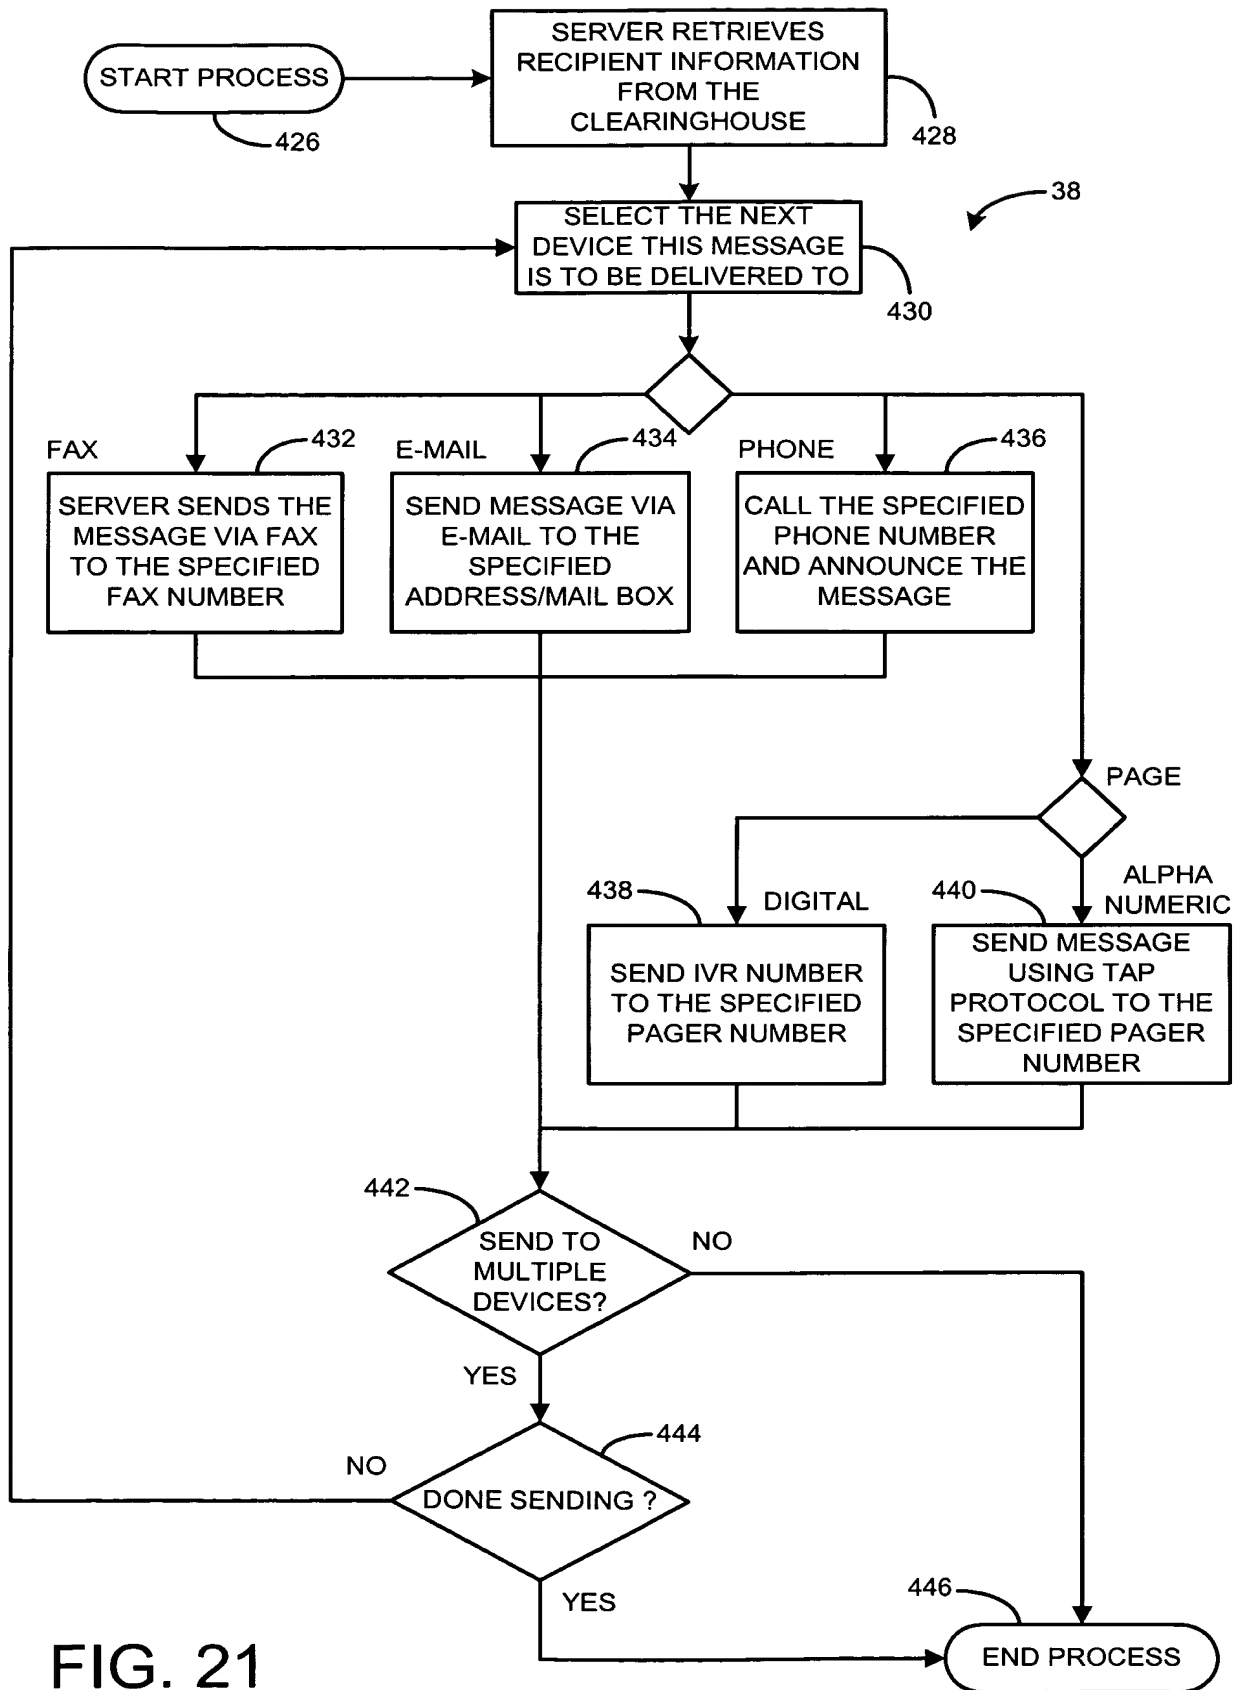 START PROCESS
426
SERVER RETRIEVES
RECIPIENT INFORMATION
FROM THE
CLEARINGHOUSE
428
38
SELECT THE NEXT
DEVICE THIS MESSAGE
IS TO BE DELIVERED TO
430
FAX
432
SERVER SENDS THE
MESSAGE VIA FAX
TO THE SPECIFIED
FAX NUMBER
E-MAIL
434
SEND MESSAGE VIA
E-MAIL TO THE
SPECIFIED
ADDRESS/MAIL BOX
PHONE
436
CALL THE SPECIFIED
PHONE NUMBER
AND ANNOUNCE THE
MESSAGE
PAGE
438
DIGITAL
SEND IVR NUMBER
TO THE SPECIFIED
PAGER NUMBER
440
ALPHA
NUMERIC
SEND MESSAGE
USING TAP
PROTOCOL TO THE
SPECIFIED PAGER
NUMBER
442
SEND TO
MULTIPLE
DEVICES?
NO
YES
444
NO
DONE SENDING ?
YES
446
END PROCESS
FIG. 21